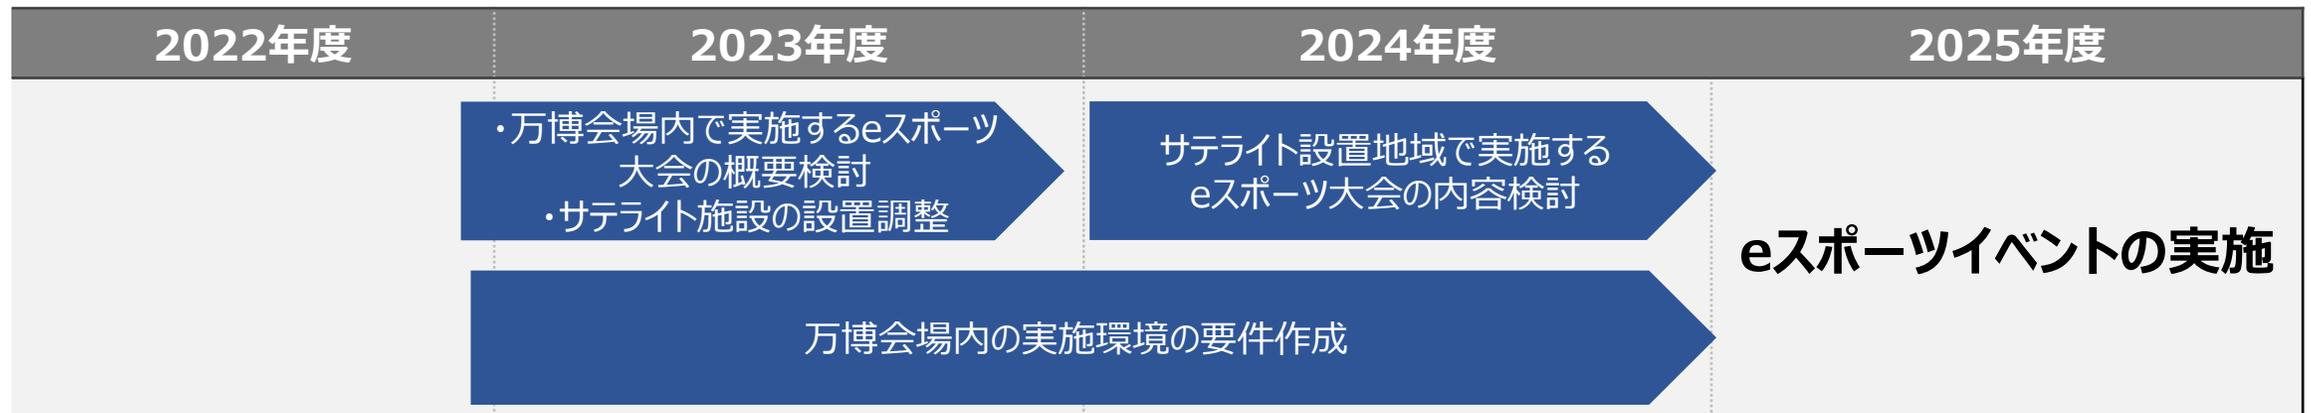 2022年度 2023年度 2024年度 2025年度
・万博会場内で実施するeスポーツ
大会の概要検討
・サテライト施設の設置調整
サテライト設置地域で実施する
eスポーツ大会の内容検討
eスポーツイベントの実施
万博会場内の実施環境の要件作成